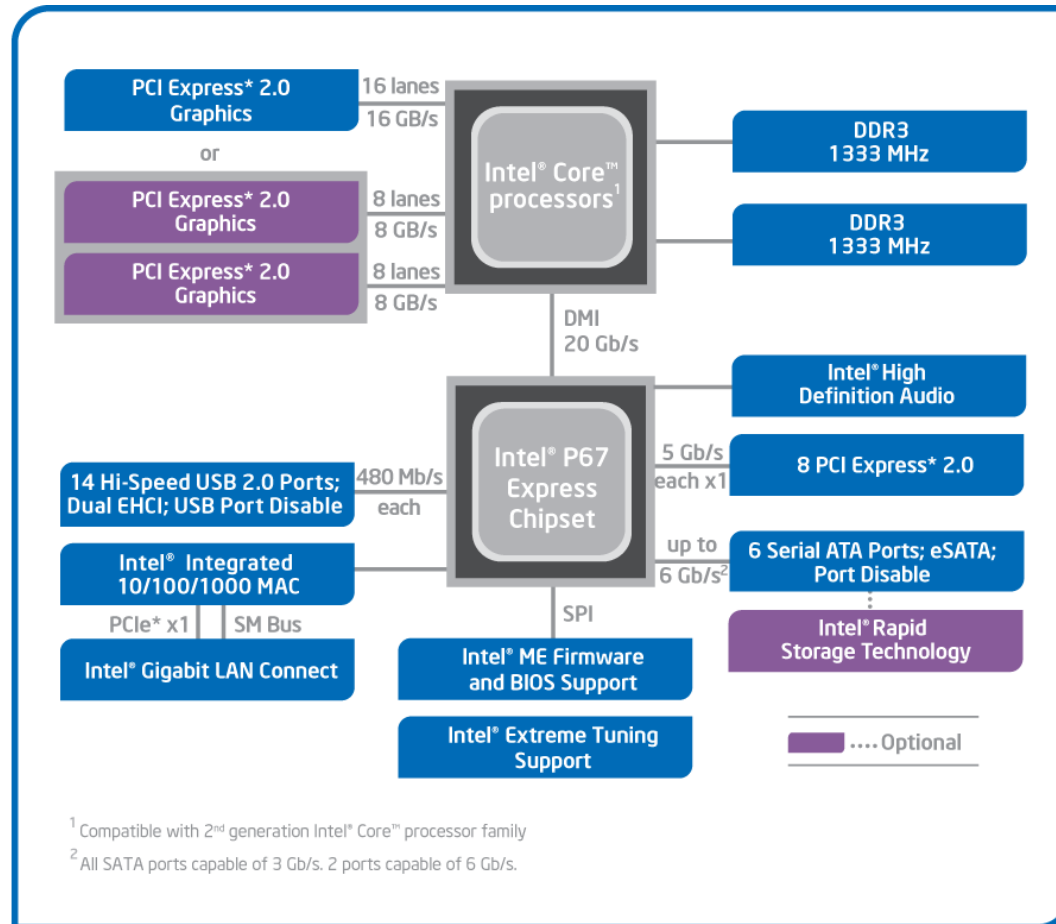 PCI Express* 2.0
Graphics
16 lanes
16 GB/s
or
PCI Express* 2.0
Graphics
8 lanes
8 GB/s
PCI Express* 2.0
Graphics
8 lanes
8 GB/s
Intel® Core™
processors¹
DDR3
1333 MHz
DDR3
1333 MHz
DMI
20 Gb/s
Intel® High
Definition Audio
Intel® P67
Express
Chipset
5 Gb/s
each x1
8 PCI Express* 2.0
14 Hi-Speed USB 2.0 Ports;
Dual EHCI; USB Port Disable
480 Mb/s
each
up to
6 Gb/s²
6 Serial ATA Ports; eSATA;
Port Disable
Intel® Integrated
10/100/1000 MAC
PCIe* x1
SM Bus
Intel® Gigabit LAN Connect
SPI
Intel® ME Firmware
and BIOS Support
Intel® Rapid
Storage Technology
Intel® Extreme Tuning
Support
....Optional
¹ Compatible with 2nd generation Intel® Core™ processor family
² All SATA ports capable of 3 Gb/s. 2 ports capable of 6 Gb/s.